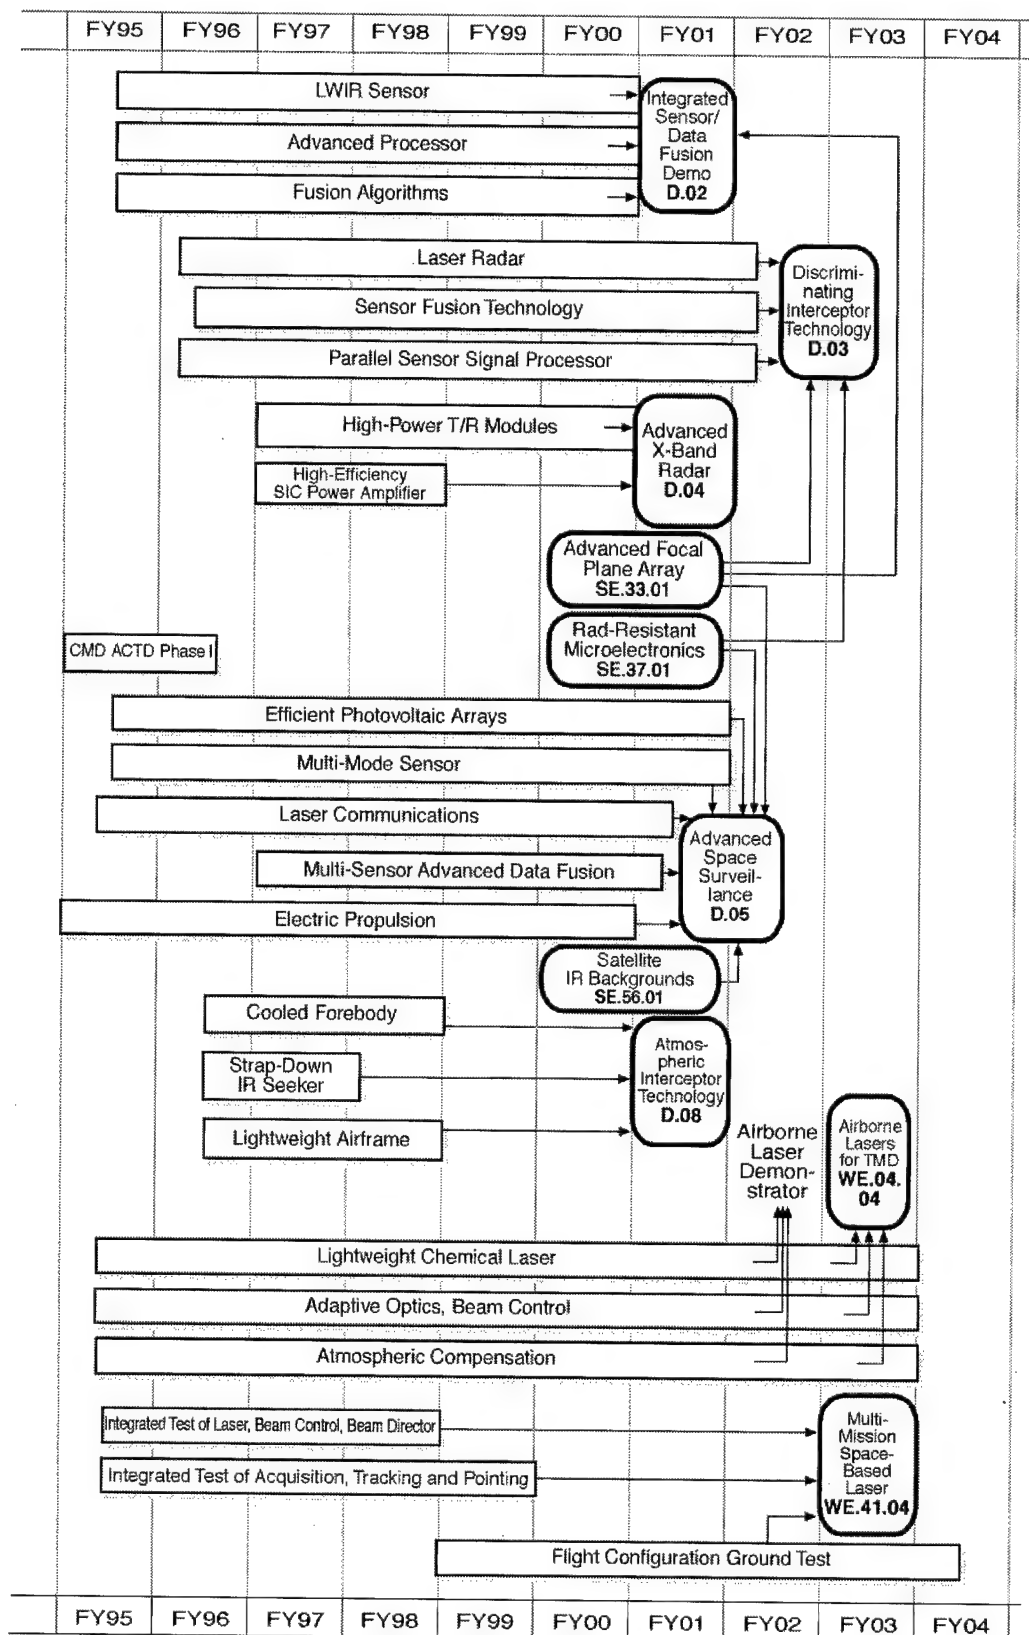 FY95 FY96 FY97 FY98 FY99 FY00 FY01 FY02 FY03 FY04
LWIR Sensor
Advanced Processor
Fusion Algorithms
Integrated
Sensor/
Data
Fusion
Demo
D.02
Laser Radar
Sensor Fusion Technology
Parallel Sensor Signal Processor
Discrimi-
nating
Interceptor
Technology
D.03
High-Power T/R Modules
High-Efficiency
SIC Power Amplifier
Advanced
X-Band
Radar
D.04
Advanced Focal
Plane Array
SE.33.01
Rad-Resistant
Microelectronics
SE.37.01
CMD ACTD Phase I
Efficient Photovoltaic Arrays
Multi-Mode Sensor
Laser Communications
Multi-Sensor Advanced Data Fusion
Electric Propulsion
Advanced
Space
Surveil-
lance
D.05
Satellite
IR Backgrounds
SE.56.01
Cooled Forebody
Strap-Down
IR Seeker
Lightweight Airframe
Atmos-
pheric
Interceptor
Technology
D.08
Airborne
Laser
Demon-
strator
Airborne
Lasers
for TMD
WE.04.
04
Lightweight Chemical Laser
Adaptive Optics, Beam Control
Atmospheric Compensation
Integrated Test of Laser, Beam Control, Beam Director
Integrated Test of Acquisition, Tracking and Pointing
Multi-
Mission
Space-
Based
Laser
WE.41.04
Flight Configuration Ground Test
FY95 FY96 FY97 FY98 FY99 FY00 FY01 FY02 FY03 FY04